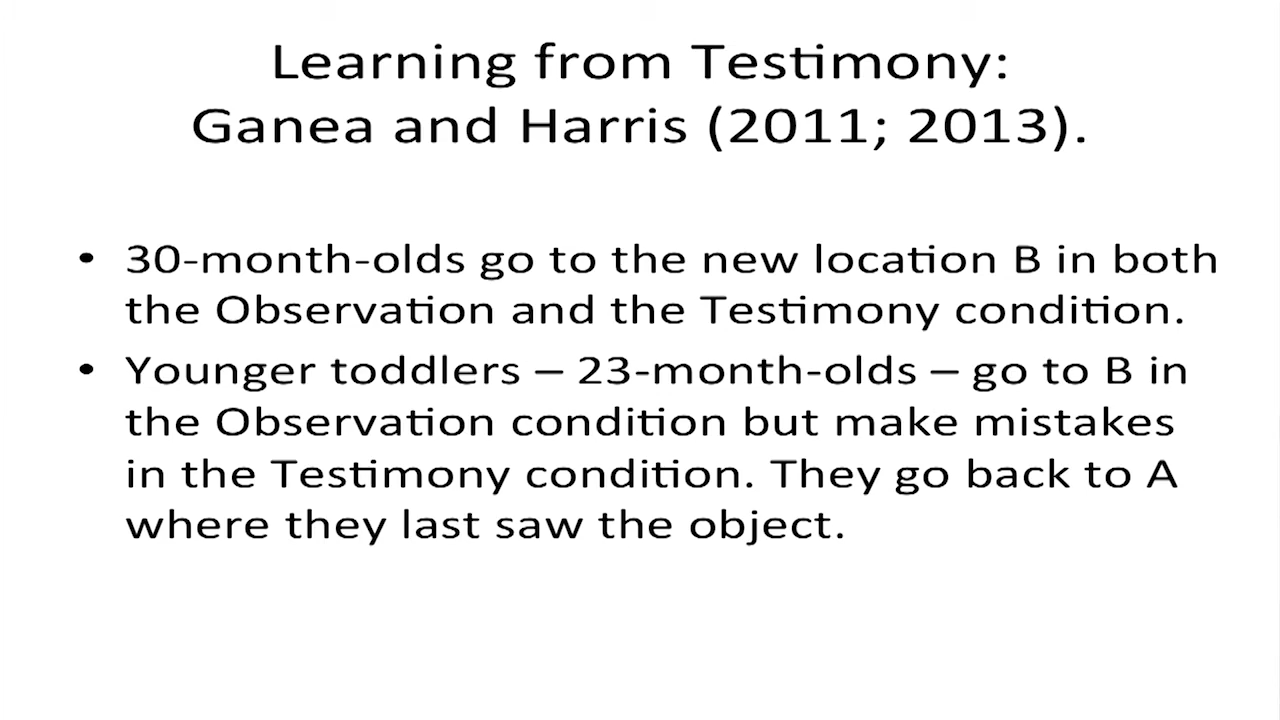 Learning from Testimony:
Ganea and Harris (2011; 2013).
• 30-month-olds go to the new location B in both
the Observation and the Testimony condition.
• Younger toddlers – 23-month-olds – go to B in
the Observation condition but make mistakes
in the Testimony condition. They go back to A
where they last saw the object.